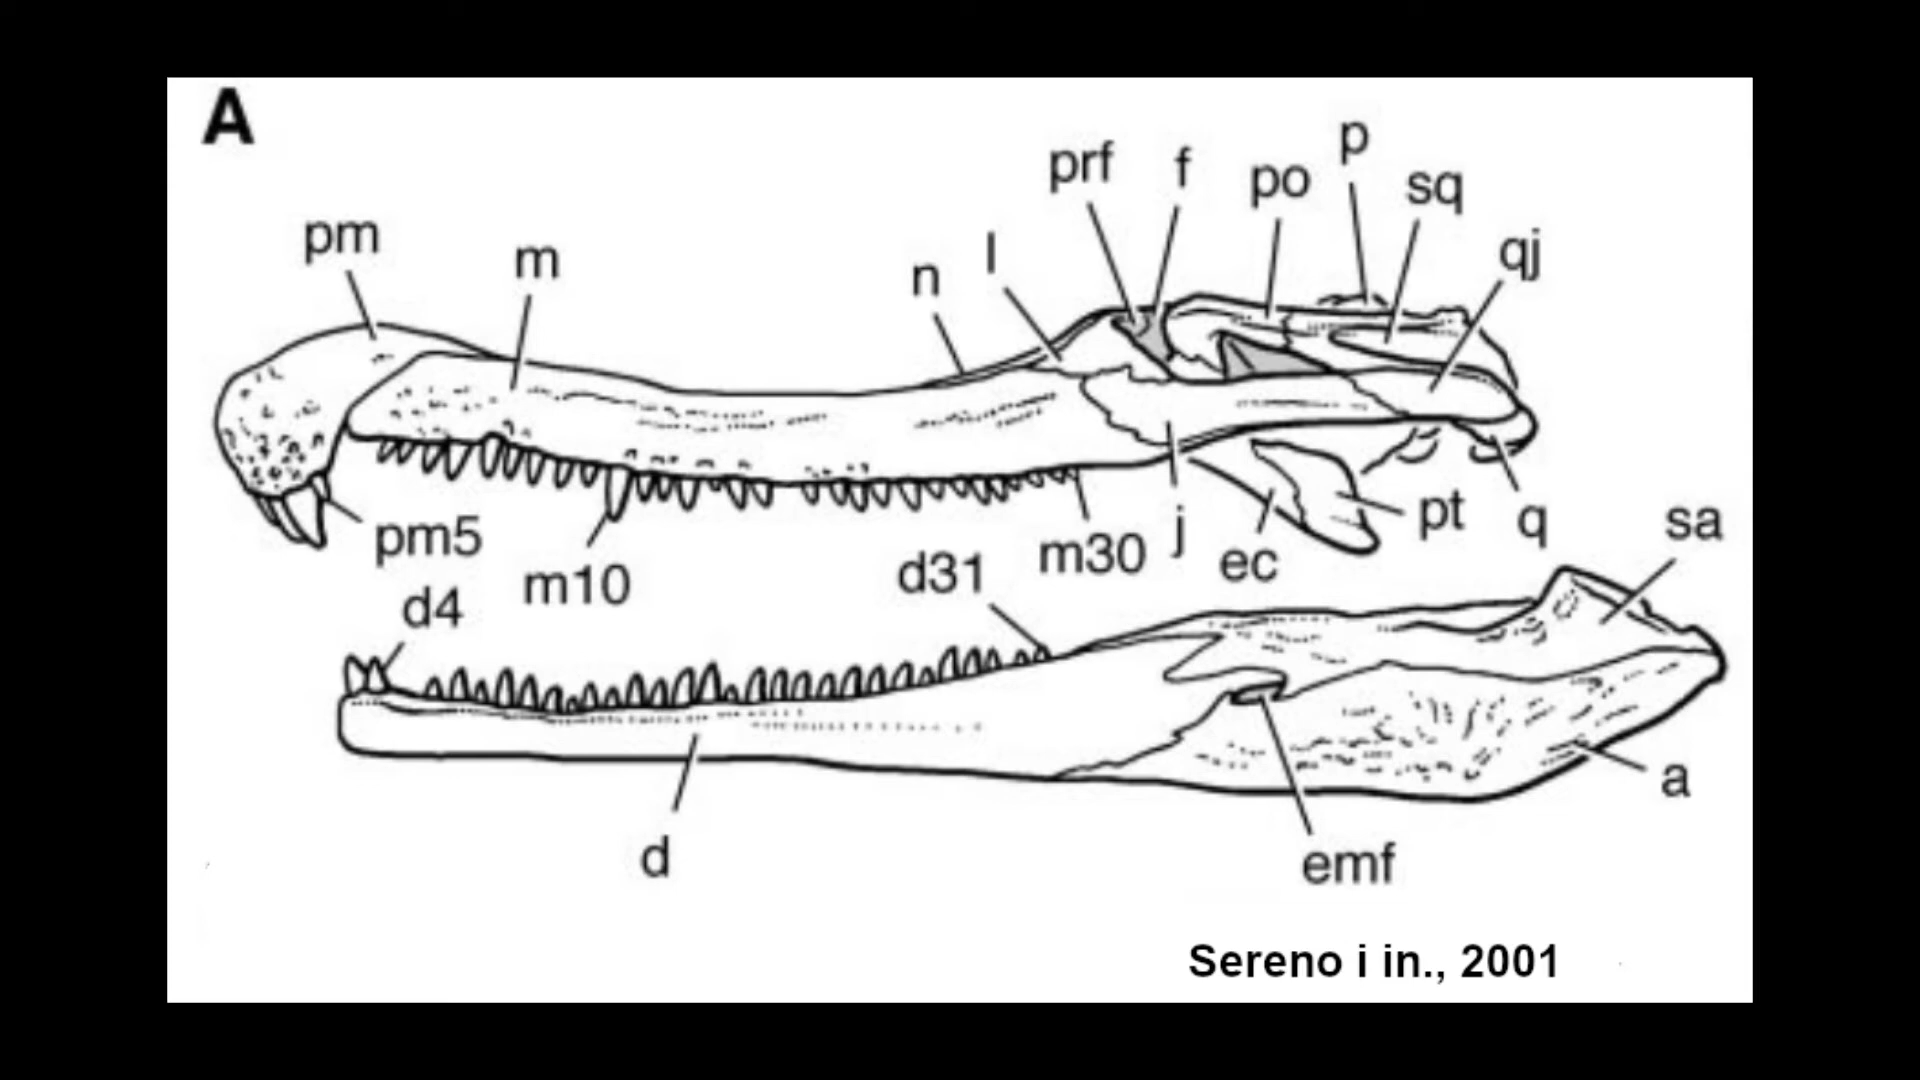 A
p
prf f po sq
pm m n l qj
pm5 m10 d31 m30 j ec pt q sa
d4
d emf a
Sereno i in., 2001